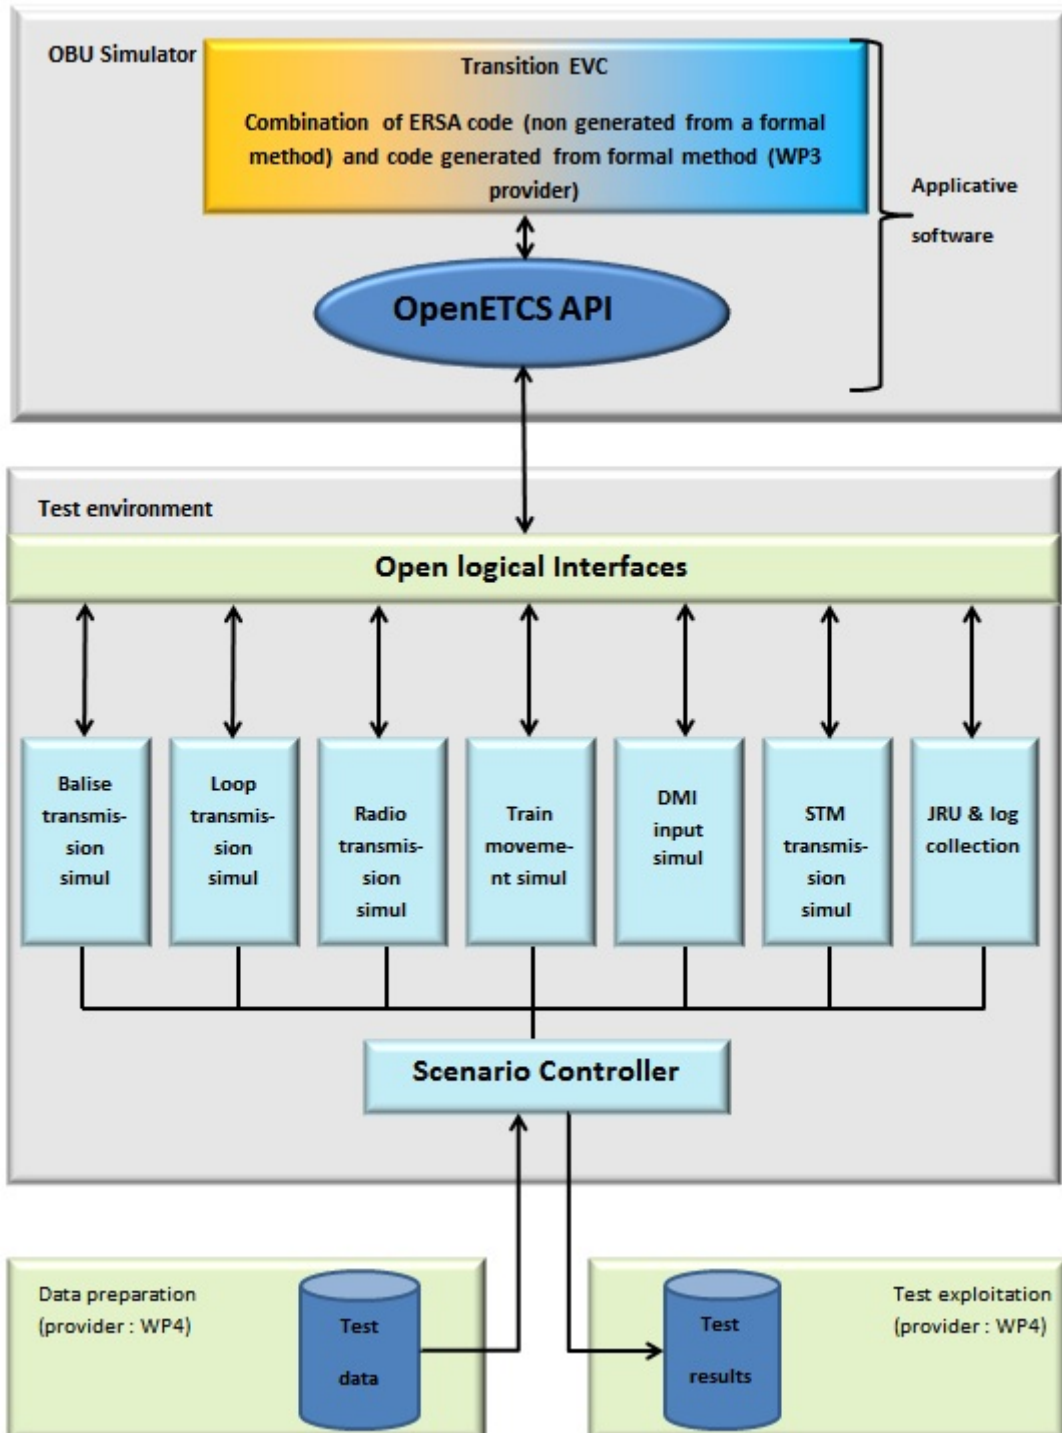 OBU Simulator
Transition EVC
Combination of ERSA code (non generated from a formal
method) and code generated from formal method (WP3
provider)
Applicative
software
OpenETCS API
Test environment
Open logical Interfaces
Balise
transmis-
sion
simul
Loop
transmis-
sion
simul
Radio
transmis-
sion
simul
Train
moveme-
nt simul
DMI
input
simul
STM
transmis-
sion
simul
JRU & log
collection
Scenario Controller
Data preparation
(provider : WP4)
Test
data
Test
results
Test exploitation
(provider : WP4)